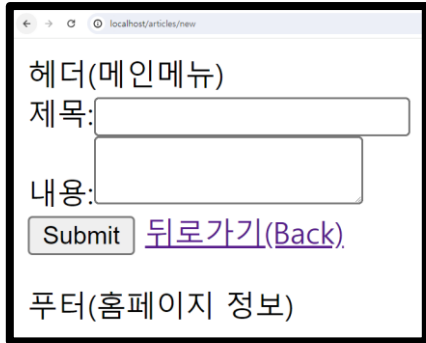 localhost/articles/new
헤더(메인메뉴)
제목:
내용:
Submit 뒤로가기(Back)
푸터(홈페이지 정보)